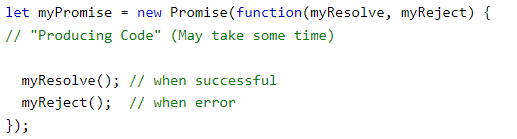 let myPromise = new Promise(function(myResolve, myReject) {
// "Producing Code" (May take some time)

  myResolve(); // when successful
  myReject();  // when error
});